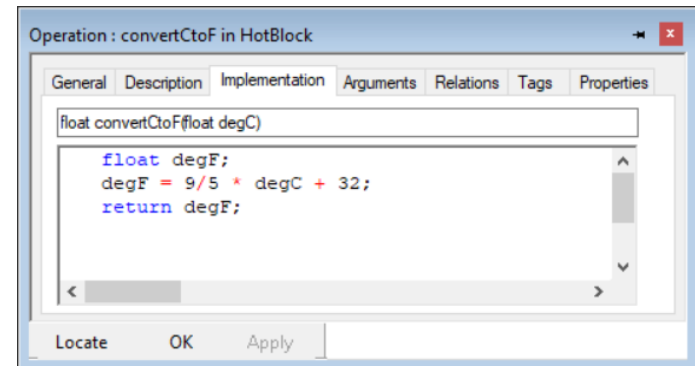 Operation : convertCtoF in HotBlock
General Description Implementation Arguments Relations Tags Properties
float convertCtoF(float degC)
float degF;
degF = 9/5 * degC + 32;
return degF;
Locate OK Apply